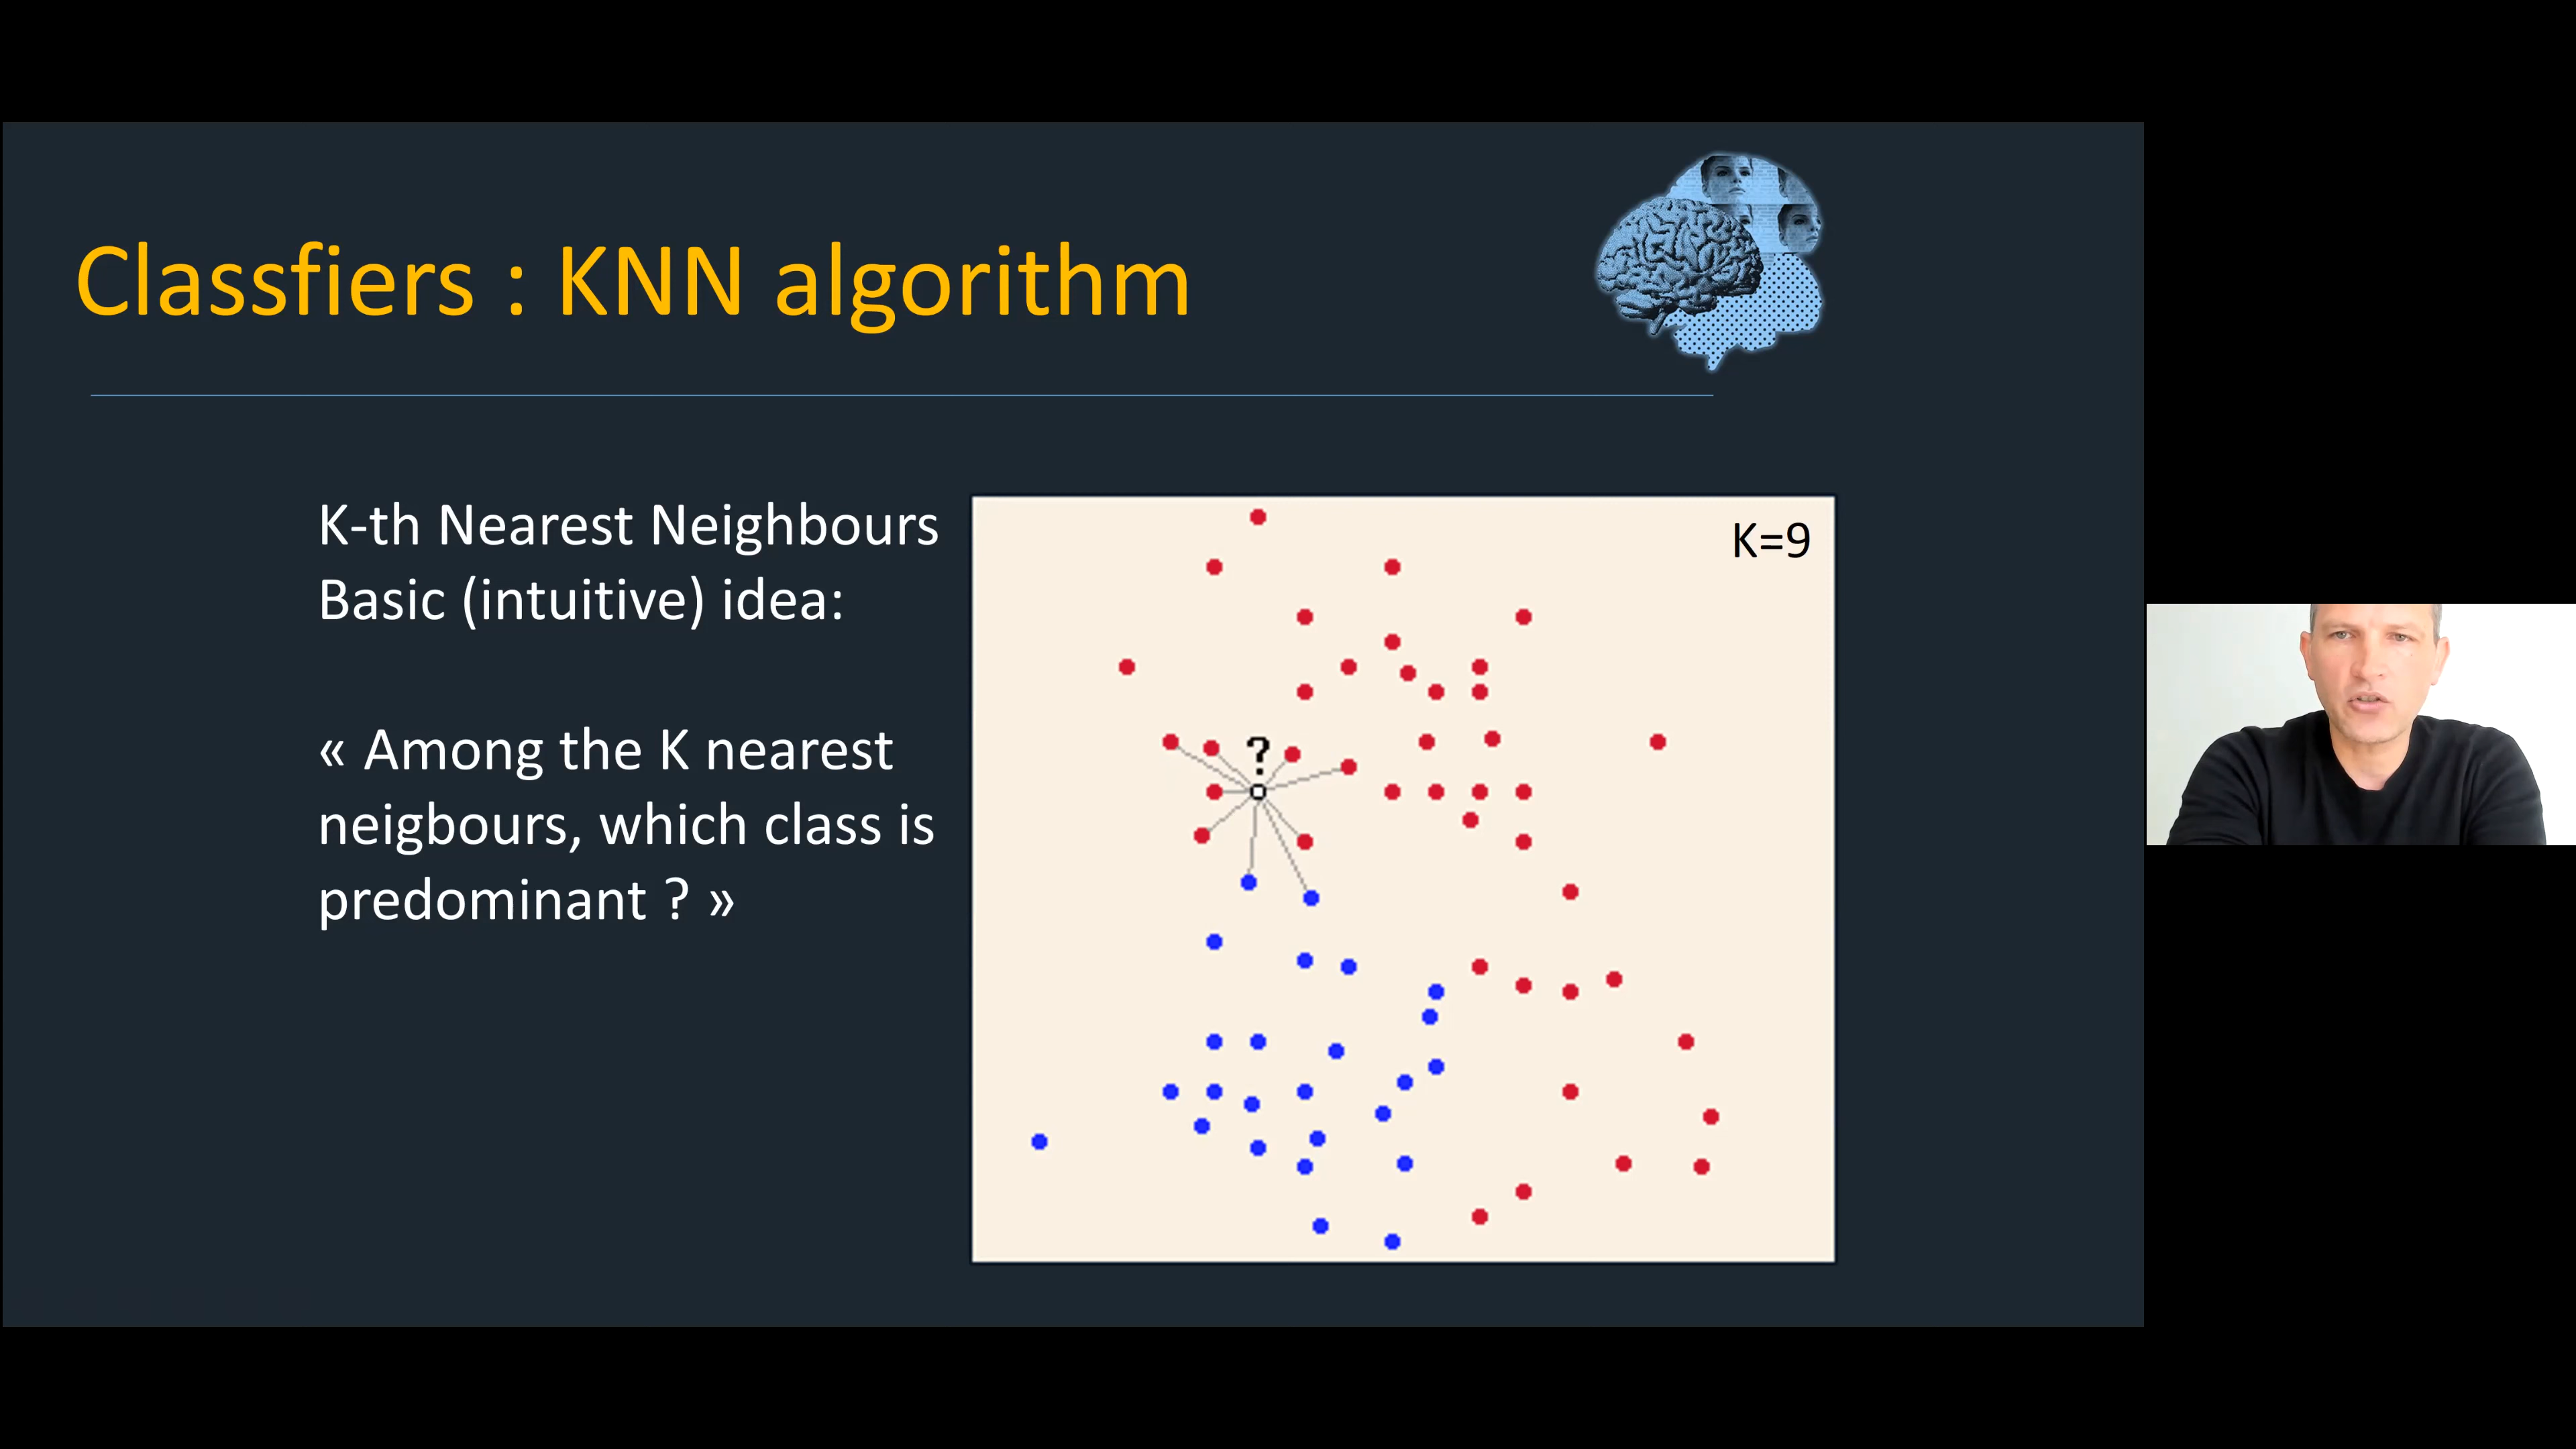 Classfiers : KNN algorithm
K-th Nearest Neighbours
Basic (intuitive) idea:
« Among the K nearest
neigbours, which class is
predominant ? »
K=9
?